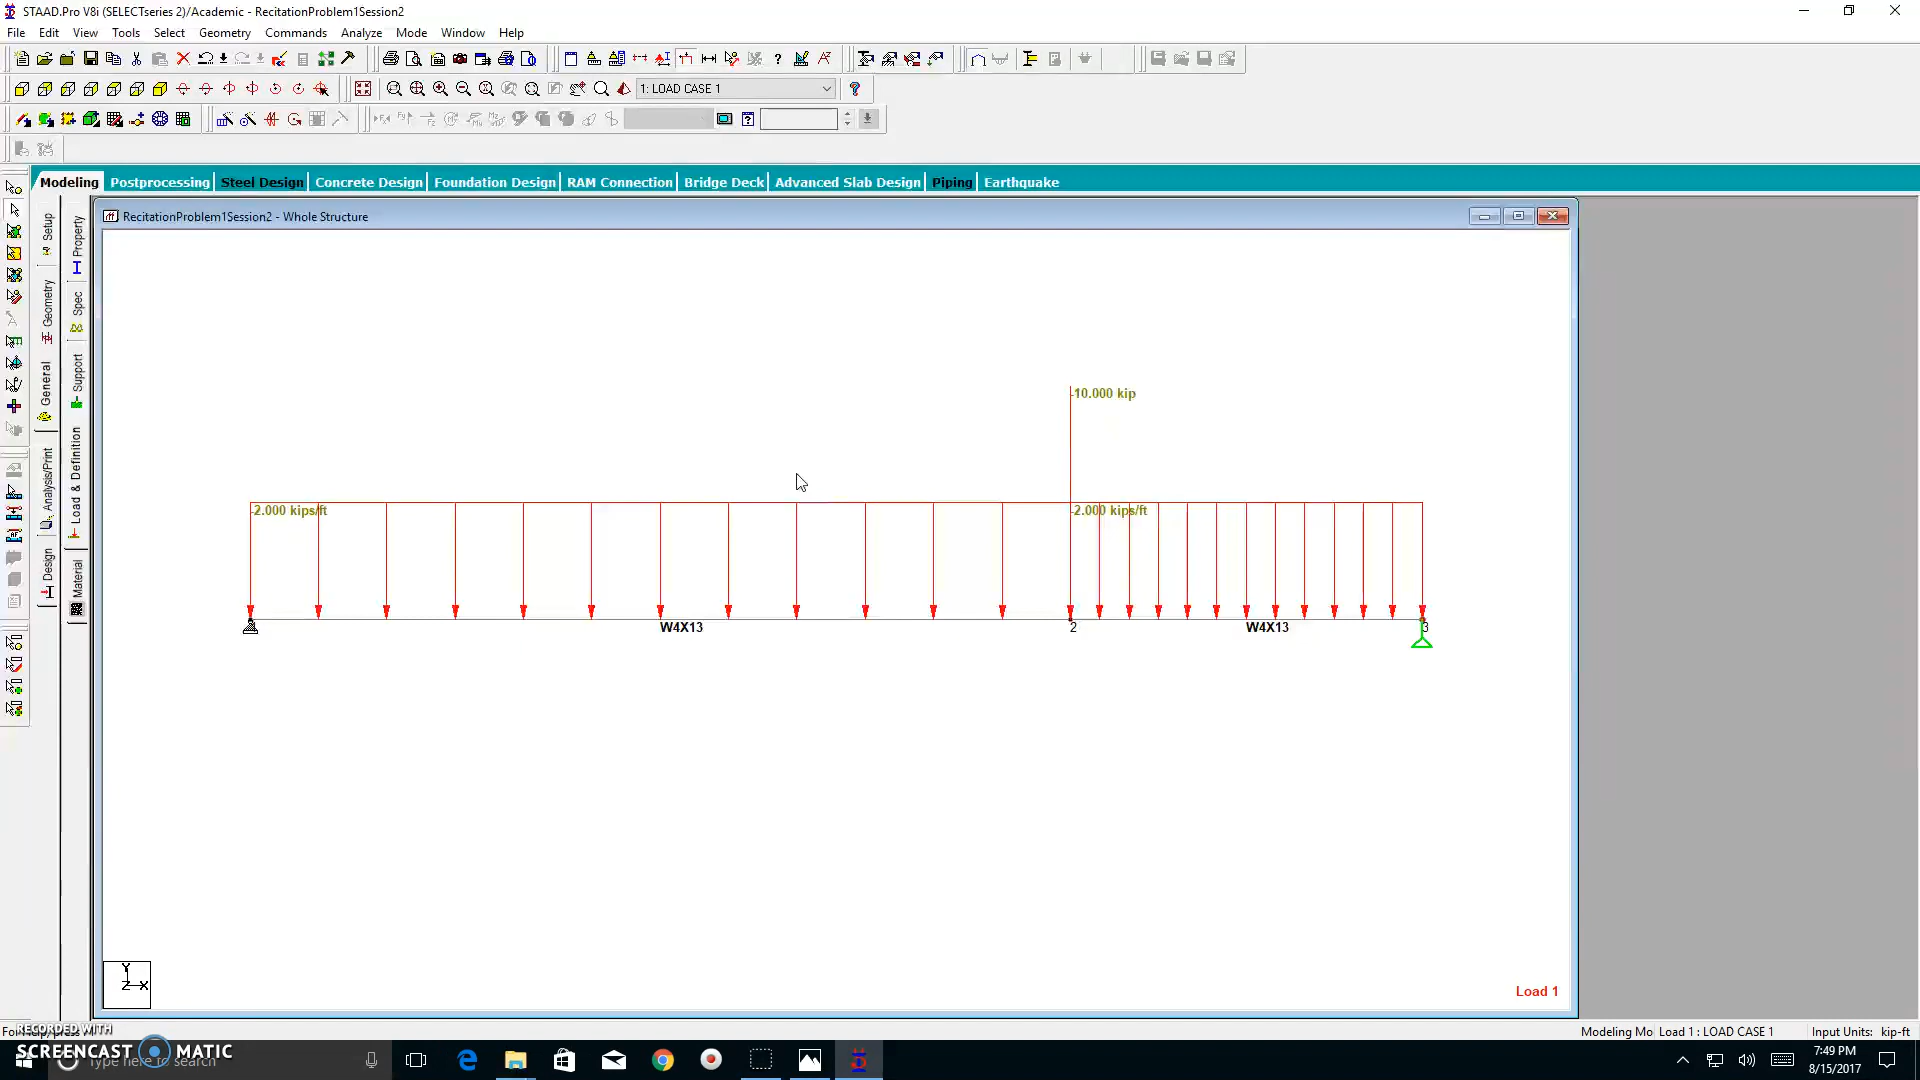 STAAD.Pro V8i (SELECTseries 2)/Academic - RecitationProblem1Session2
File Edit View Tools Select Geometry Commands Analyze Mode Window Help
1: LOAD CASE 1
Modeling Postprocessing Steel Design Concrete Design Foundation Design RAM Connection Bridge Deck Advanced Slab Design Piping Earthquake
RecitationProblem1Session2 - Whole Structure
Setup
Geometry
General
Analysis/Print
Design
Property
Spec
Support
Load & Definition
Material
-10.000 kip
-2.000 kips/ft
-2.000 kips/ft
W4X13
2
W4X13
3
Y
Z X
Load 1
Modeling Mo Load 1 : LOAD CASE 1 Input Units: kip-ft
RECORDED WITH
SCREENCAST MATIC
Type here to search
7:49 PM
8/15/2017